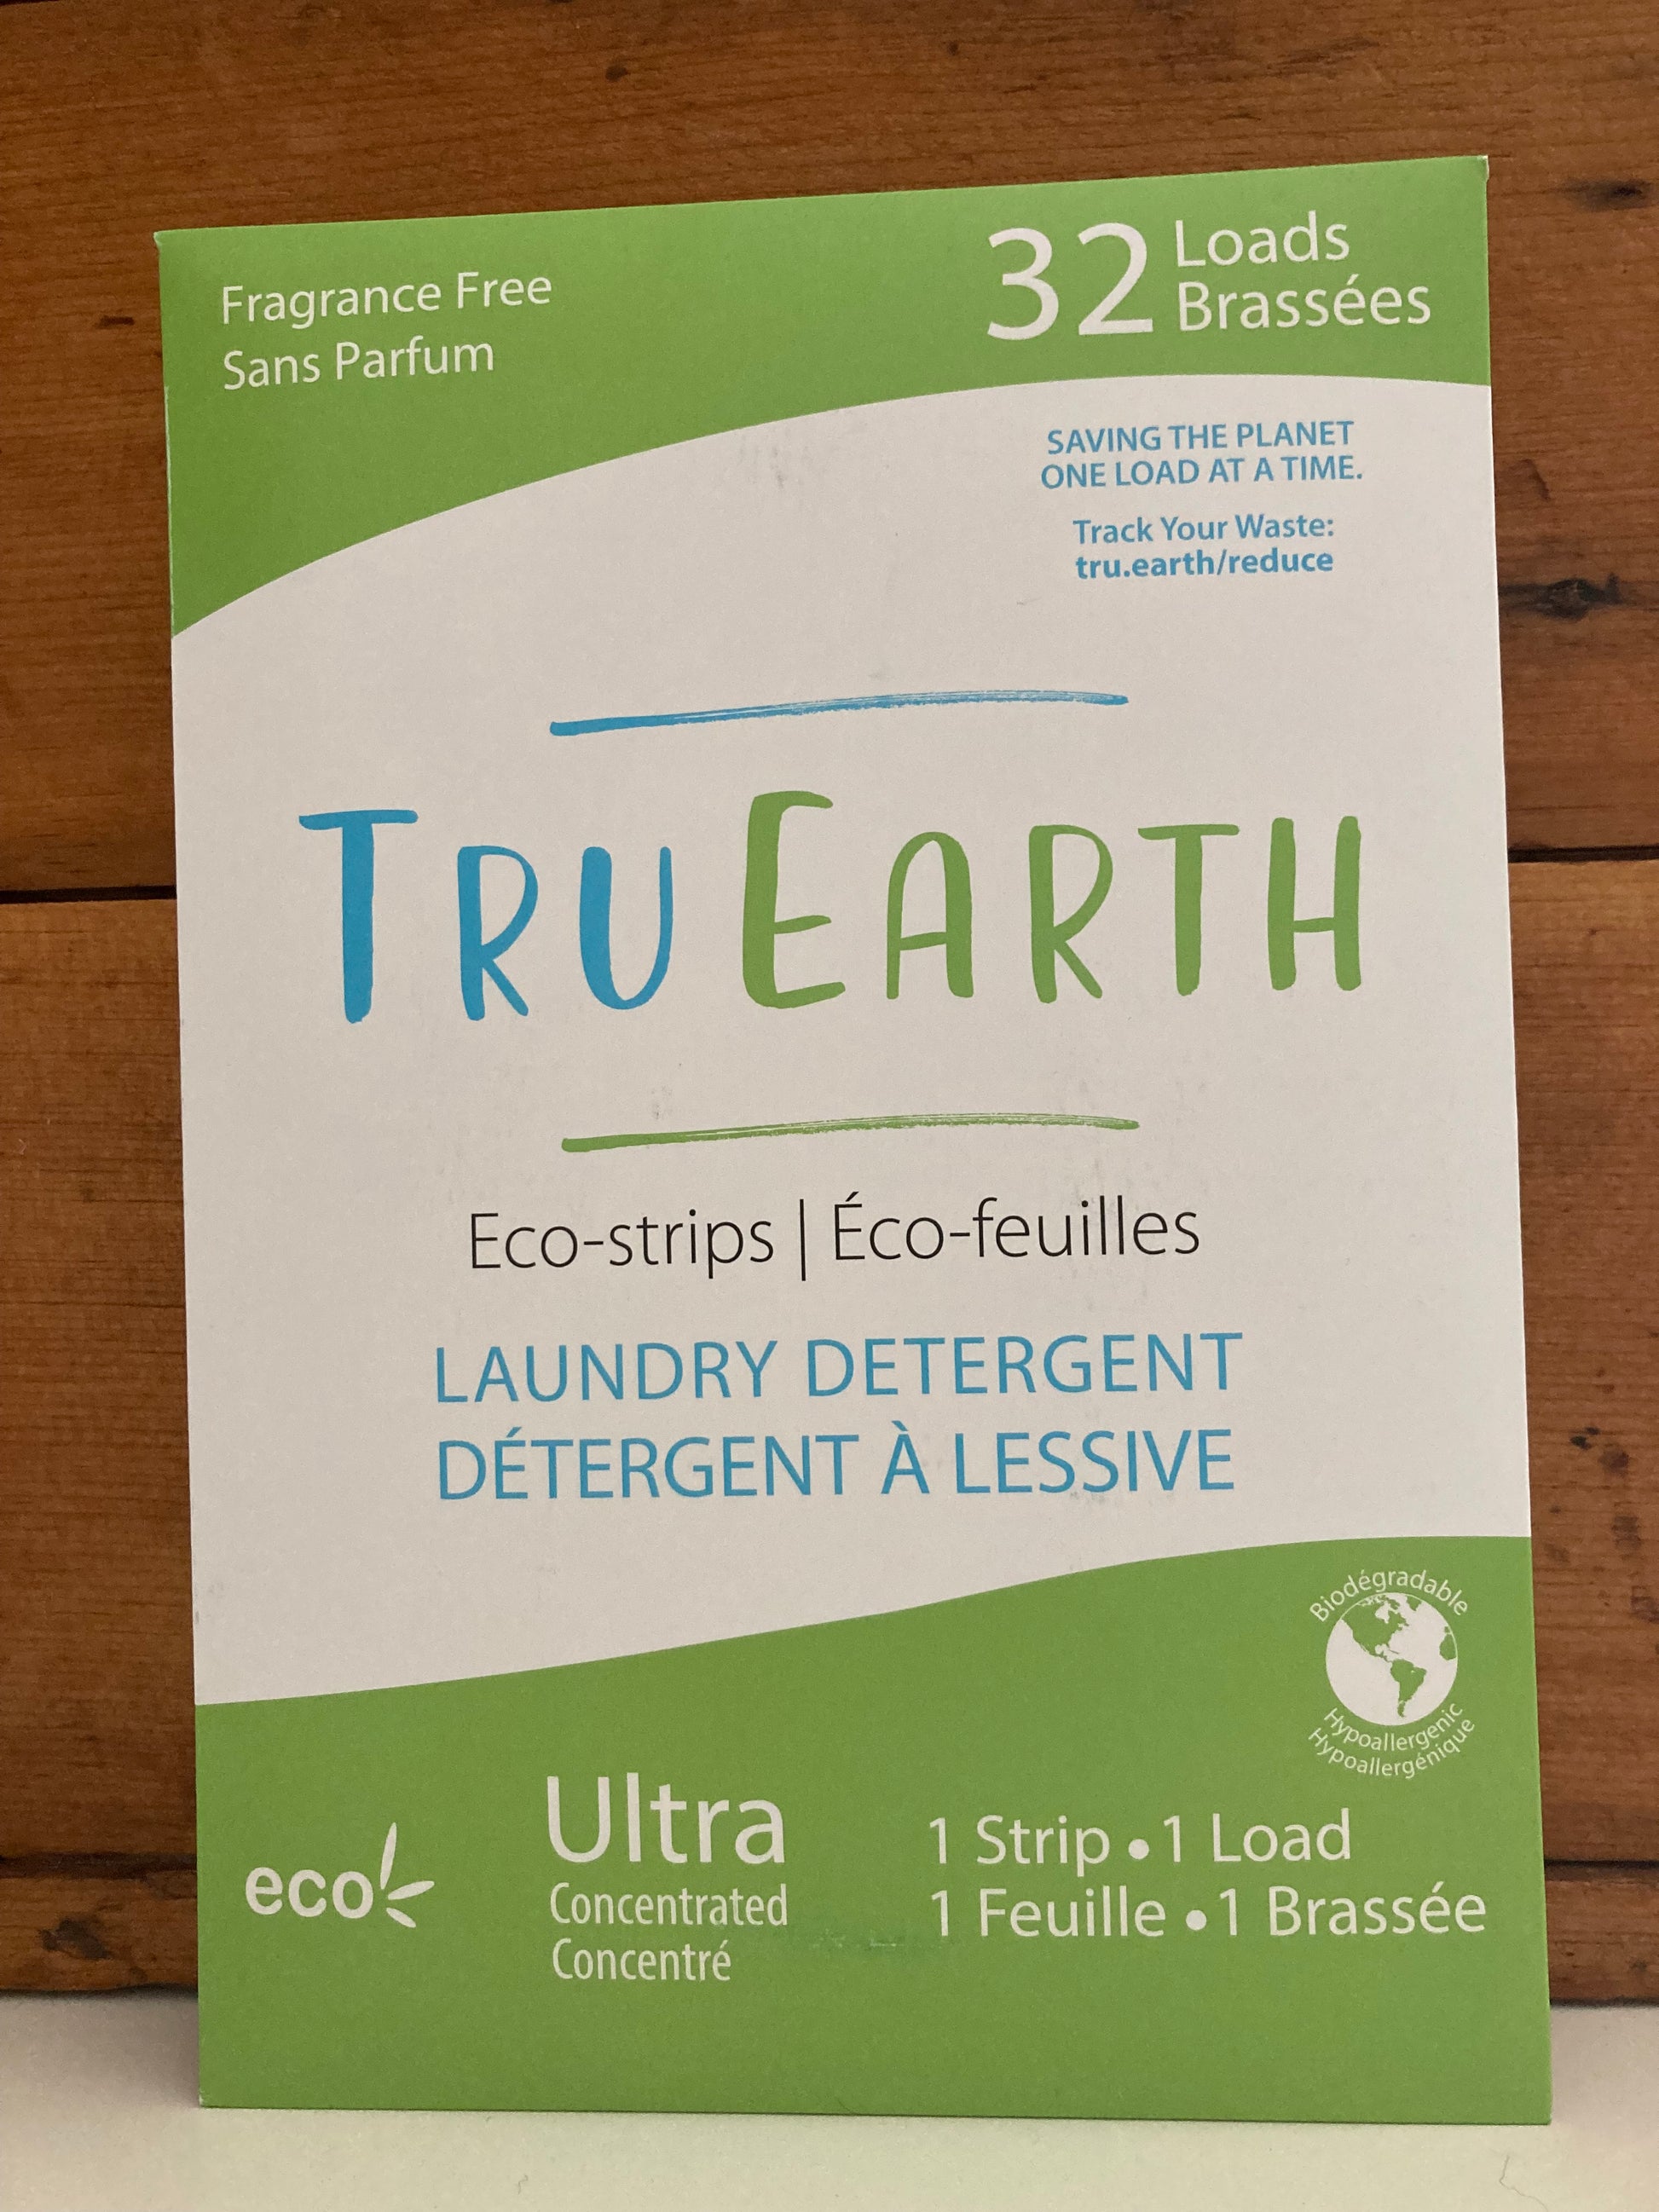 Fragrance Free
Sans Parfum
32 Loads
Brassées
SAVING THE PLANET
ONE LOAD AT A TIME.
Track Your Waste:
tru.earth/reduce
TRU EARTH
Eco-strips | Éco-feuilles
LAUNDRY DETERGENT
DÉTERGENT À LESSIVE
Biodégradable
Hypoallergenic
Hypoallergénique
eco
Ultra
Concentrated
Concentré
1 Strip • 1 Load
1 Feuille • 1 Brassée